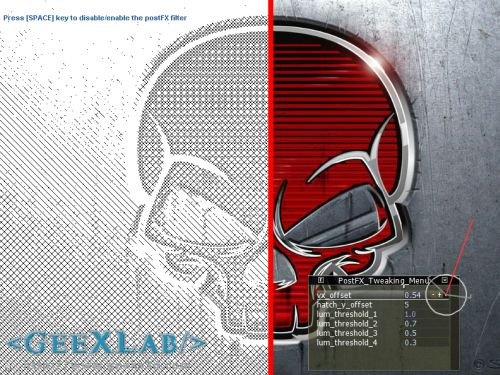 Press [SPACE] key to disable/enable the postFX filter
PostFX_Tweaking_Menu
vx_offset 0.54 - +
hatch_y_offset 5
lum_threshold_1 1.0
lum_threshold_2 0.7
lum_threshold_3 0.5
lum_threshold_4 0.3
<GeeXLab/>